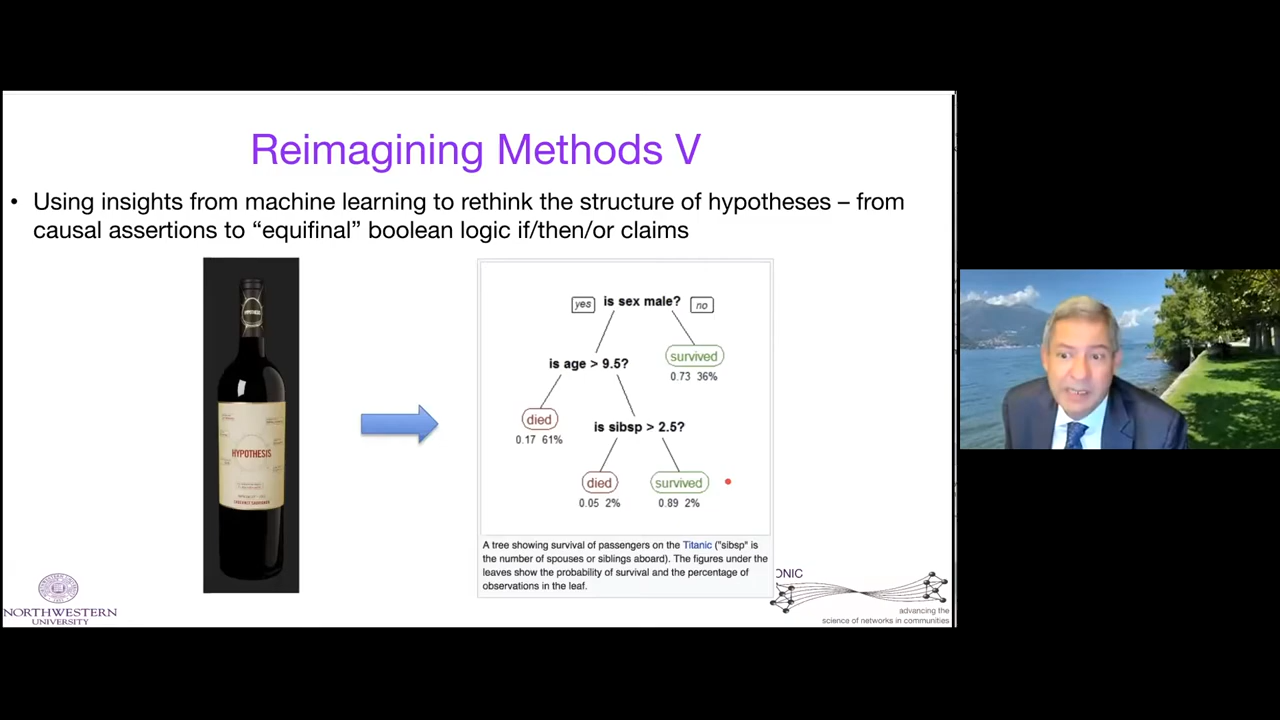 Reimagining Methods V
• Using insights from machine learning to rethink the structure of hypotheses – from
causal assertions to “equifinal” boolean logic if/then/or claims
HYPOTHESIS
HYPOTHESIS
CABERNET SAUVIGNON
yes is sex male? no
is age > 9.5?
survived
0.73 36%
died
0.17 61%
is sibsp > 2.5?
died
0.05 2%
survived
0.89 2%
A tree showing survival of passengers on the Titanic ("sibsp" is
the number of spouses or siblings aboard). The figures under the
leaves show the probability of survival and the percentage of
observations in the leaf.
NORTHWESTERN
UNIVERSITY
ONIC
advancing the
science of networks in communities